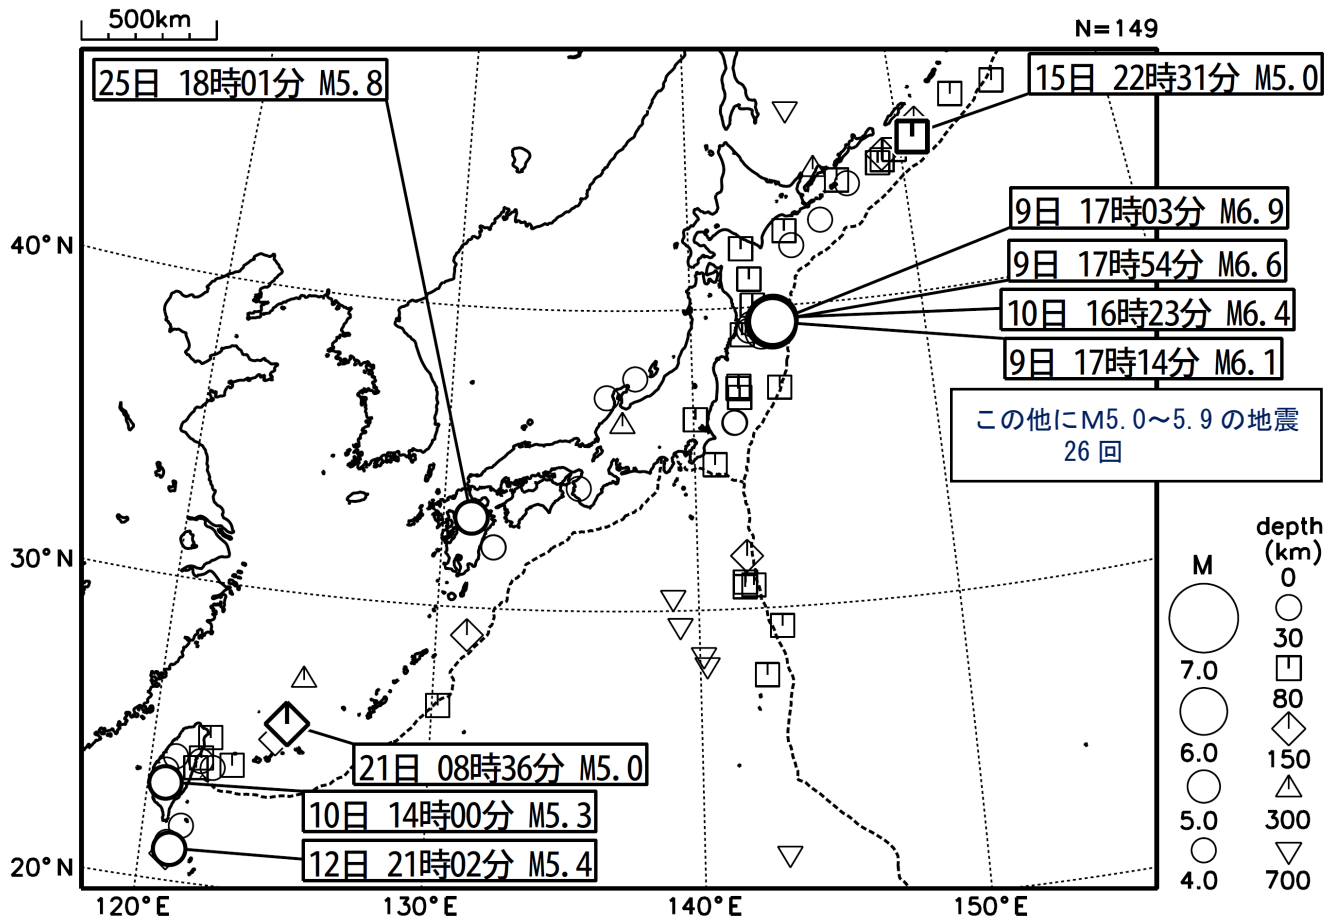 500km
N=149
25日 18時01分 M5.8
15日 22時31分 M5.0
9日 17時03分 M6.9
40°N
9日 17時54分 M6.6
10日 16時23分 M6.4
9日 17時14分 M6.1
この他にM5.0～5.9の地震
26回
30°N
depth
(km)
M
0
30
7.0
80
6.0
150
5.0
300
4.0
700
21日 08時36分 M5.0
10日 14時00分 M5.3
12日 21時02分 M5.4
20°N
120°E
130°E
140°E
150°E